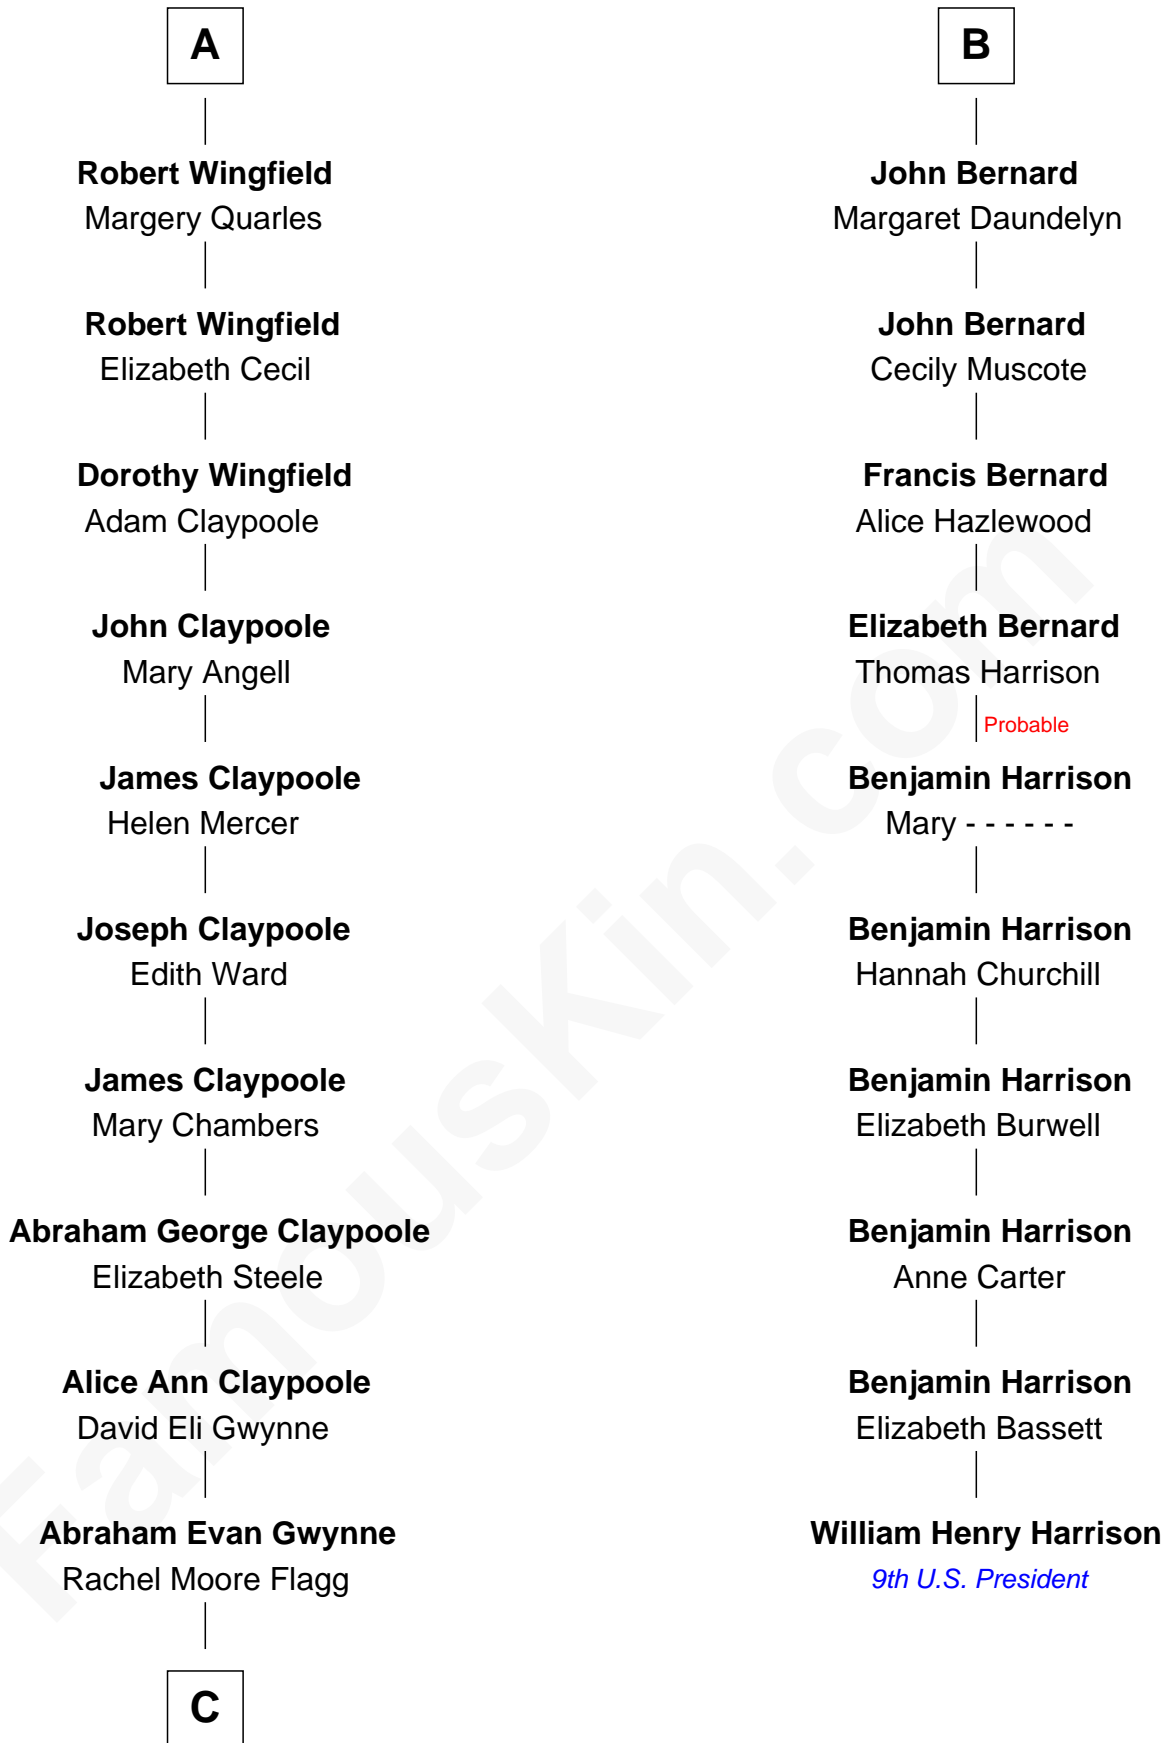 A
Robert Wingfield
Margery Quarles
Robert Wingfield
Elizabeth Cecil
Dorothy Wingfield
Adam Claypoole
John Claypoole
Mary Angell
James Claypoole
Helen Mercer
Joseph Claypoole
Edith Ward
James Claypoole
Mary Chambers
Abraham George Claypoole
Elizabeth Steele
Alice Ann Claypoole
David Eli Gwynne
Abraham Evan Gwynne
Rachel Moore Flagg
C
B
John Bernard
Margaret Daundelyn
John Bernard
Cecily Muscote
Francis Bernard
Alice Hazlewood
Elizabeth Bernard
Thomas Harrison
Probable
Benjamin Harrison
Mary - - - - - -
Benjamin Harrison
Hannah Churchill
Benjamin Harrison
Elizabeth Burwell
Benjamin Harrison
Anne Carter
Benjamin Harrison
Elizabeth Bassett
William Henry Harrison
9th U.S. President
FamousKin.com